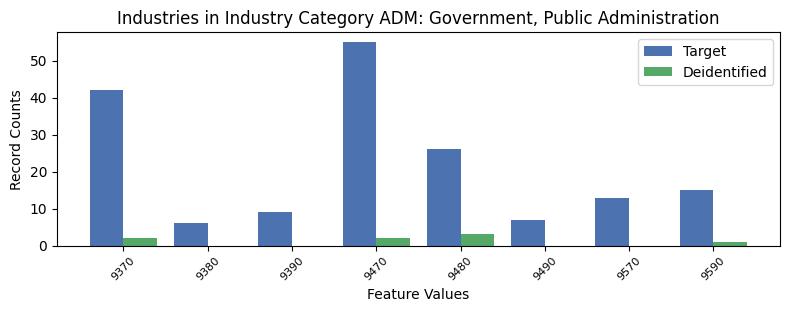 Industries in Industry Category ADM: Government, Public Administration
Target
Deidentified
Record Counts
50
40
30
20
10
0
9370 9380 9390 9470 9480 9490 9570 9590
Feature Values